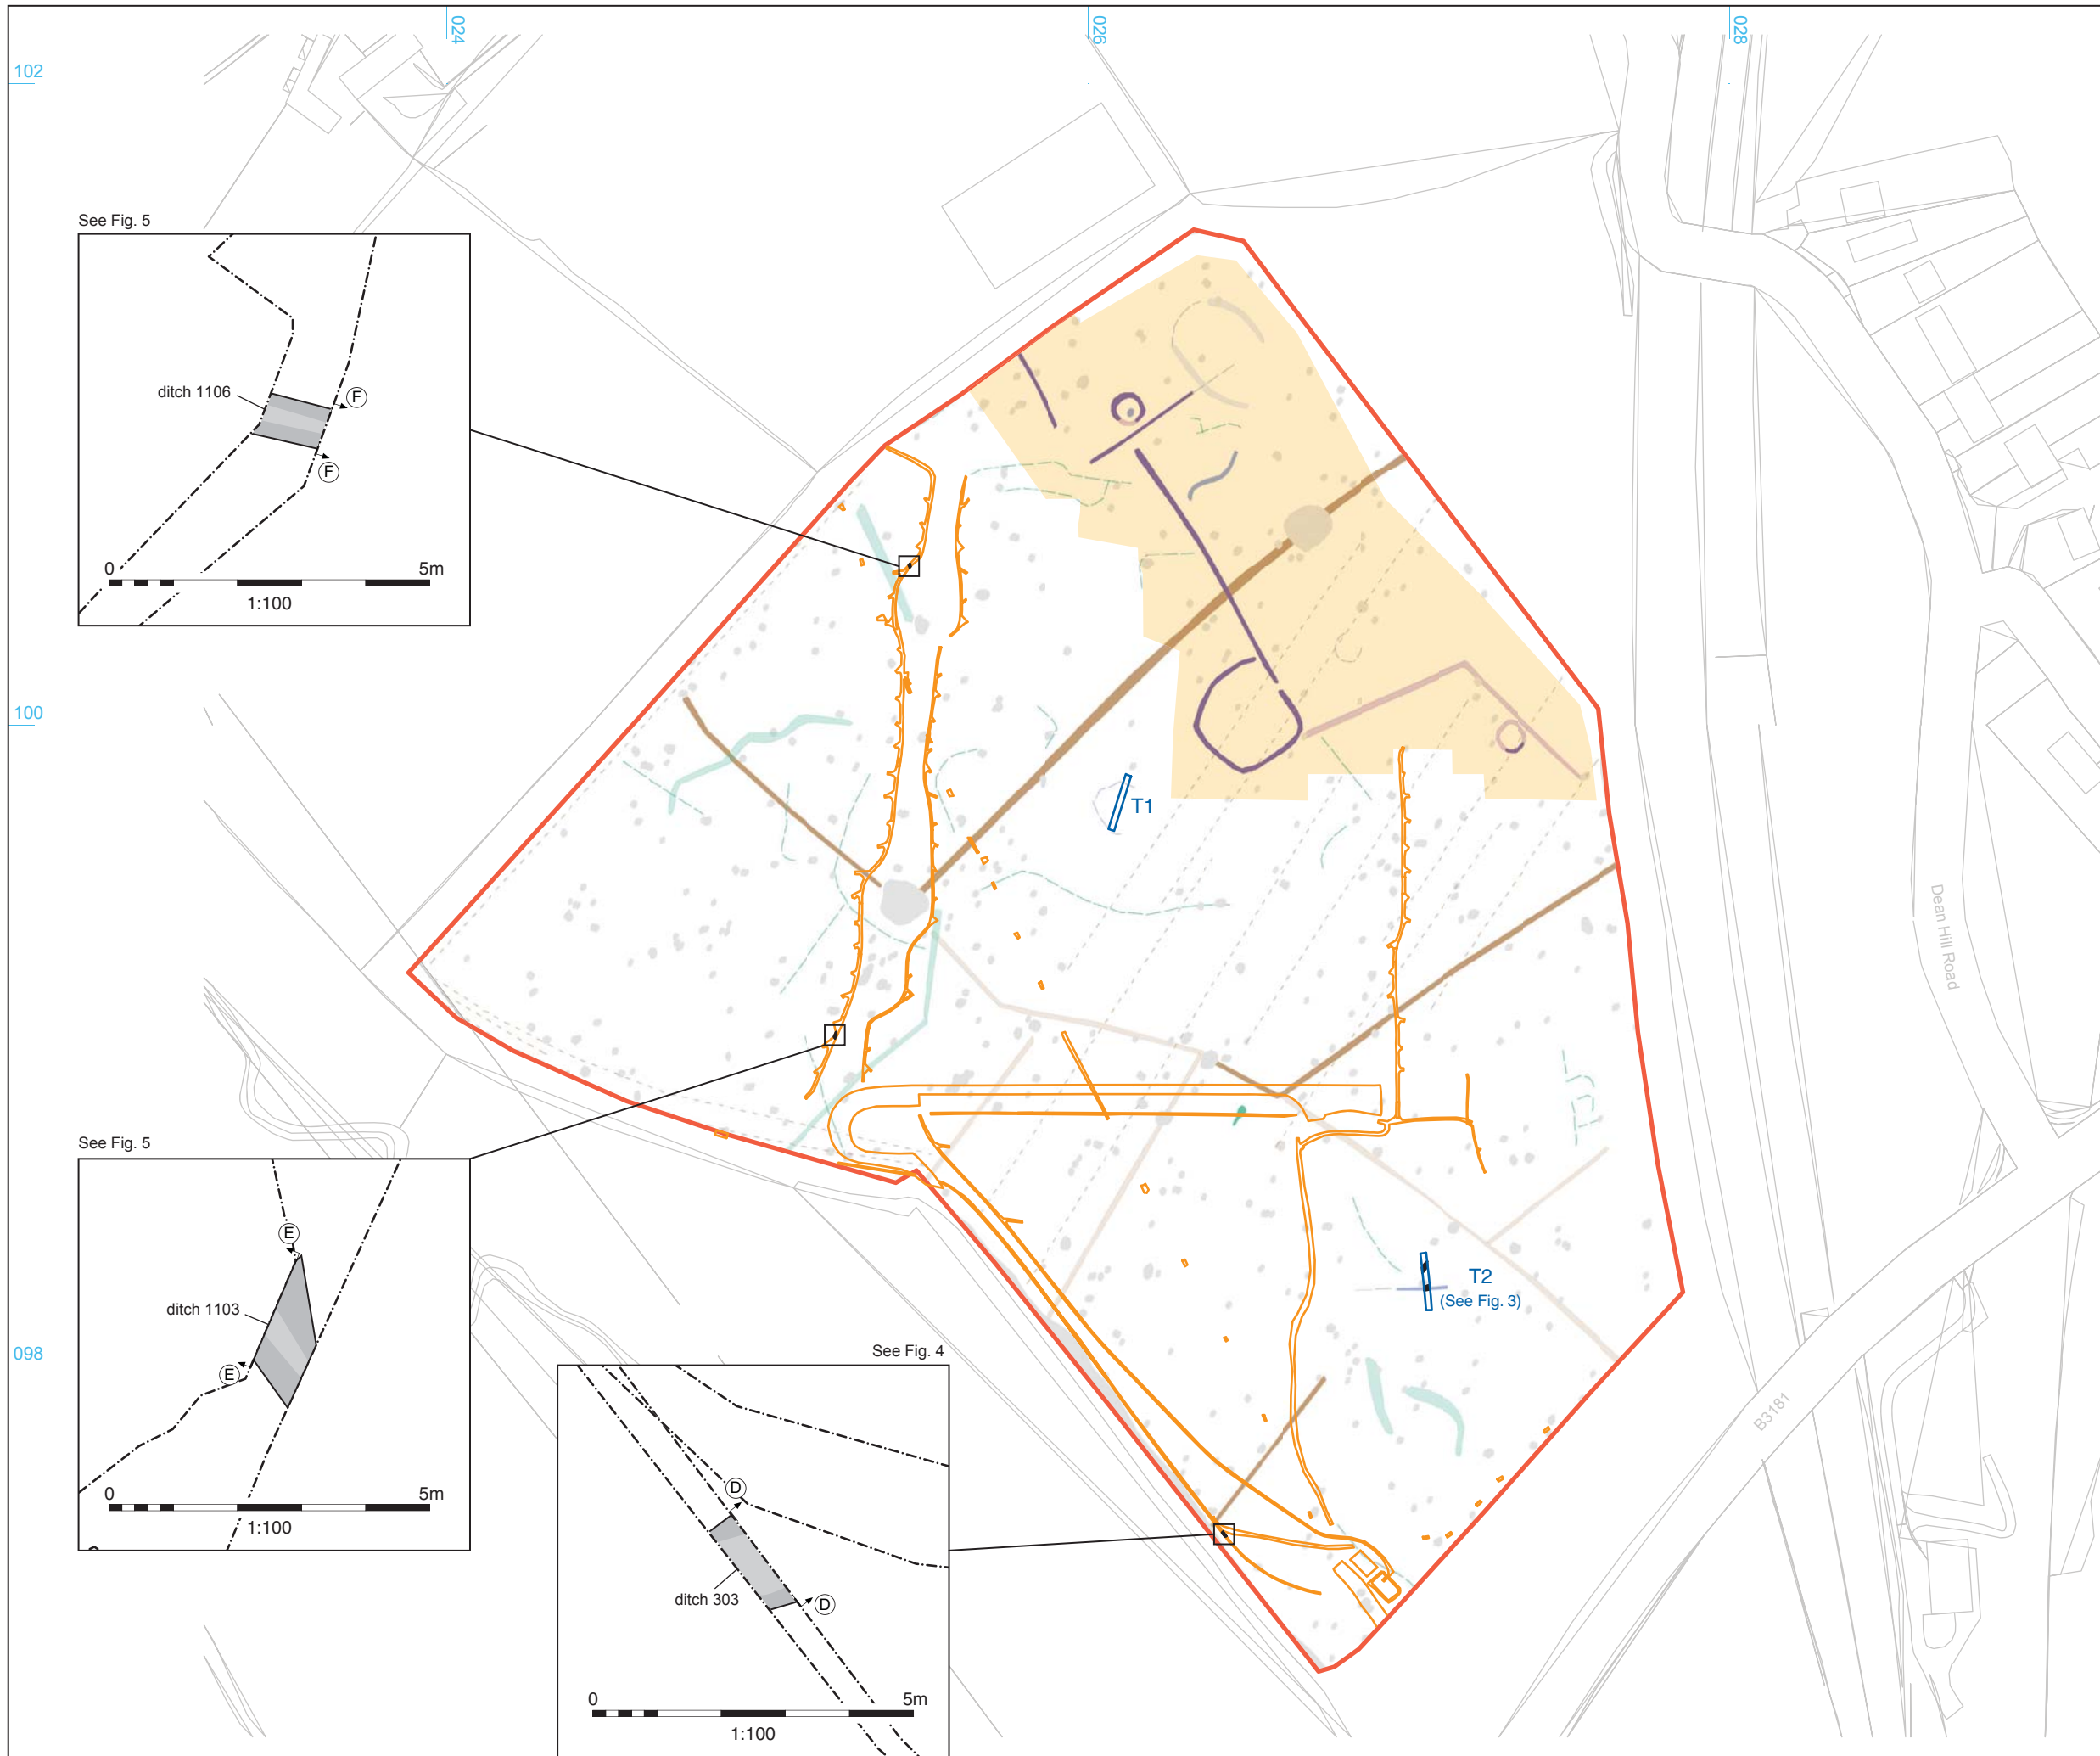 024
026
028
102
See Fig. 5
ditch 1106
F
F
0
5m
1:100
100
T1
Dean Hill Road
See Fig. 5
E
ditch 1103
E
0
5m
1:100
T2
(See Fig. 3)
098
See Fig. 4
B3181
D
ditch 303
D
0
5m
1:100